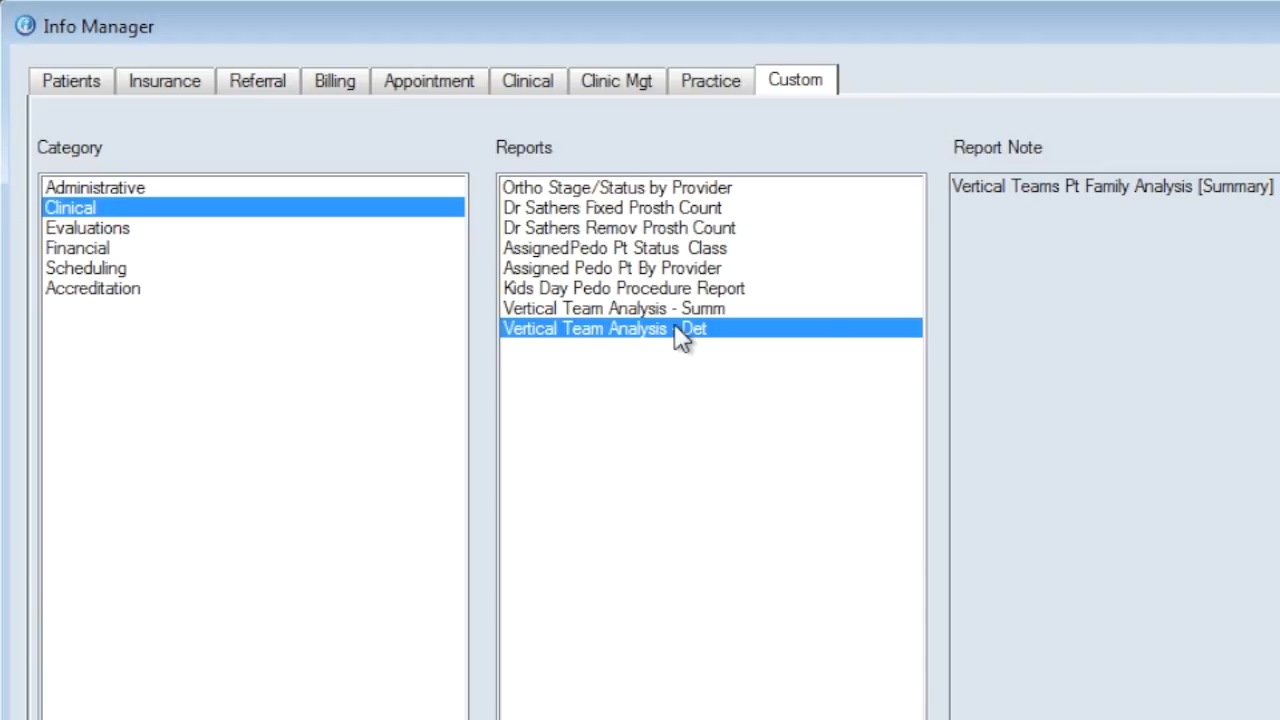 Info Manager
Patients Insurance Referral Billing Appointment Clinical Clinic Mgt Practice Custom
Category
Administrative
Clinical
Evaluations
Financial
Scheduling
Accreditation
Reports
Ortho Stage/Status by Provider
Dr Sathers Fixed Prosth Count
Dr Sathers Remov Prosth Count
AssignedPedo Pt Status Class
Assigned Pedo Pt By Provider
Kids Day Pedo Procedure Report
Vertical Team Analysis - Summ
Vertical Team Analysis - Det
Report Note
Vertical Teams Pt Family Analysis [Summary]